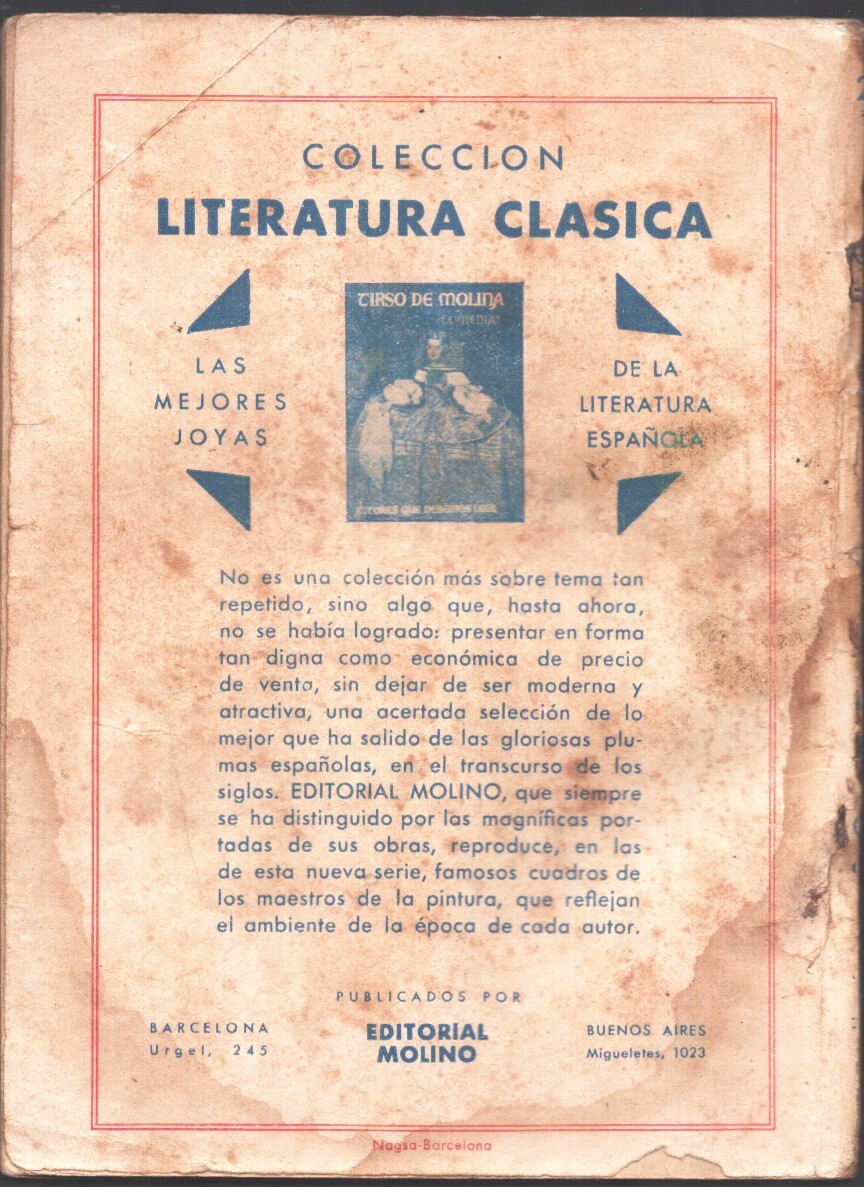 COLECCION
LITERATURA CLASICA
TIRSO DE MOLINA
COMEDIAS
LAS
MEJORES
JOYAS
DE LA
LITERATURA
ESPAÑOLA
AUTORES QUE DEBEMOS LEER
No es una colección más sobre tema tan
repetido, sino algo que, hasta ahora,
no se había logrado: presentar en forma
tan digna como económica de precio
de venta, sin dejar de ser moderna y
atractiva, una acertada selección de lo
mejor que ha salido de las gloriosas plu-
mas españolas, en el transcurso de los
siglos. EDITORIAL MOLINO, que siempre
se ha distinguido por las magníficas por-
tadas de sus obras, reproduce, en las
de esta nueva serie, famosos cuadros de
los maestros de la pintura, que reflejan
el ambiente de la época de cada autor.
PUBLICADOS POR
BARCELONA
Urgel, 245
EDITORIAL
MOLINO
BUENOS AIRES
Migueletes, 1023
Nagsa-Barcelona